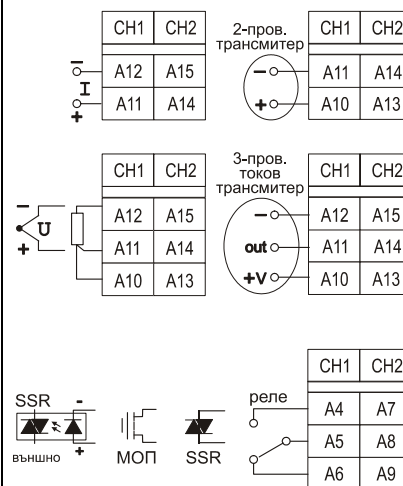 CH1 CH2
− A12 A15
I
+ A11 A14
2-пров.
трансмитер
CH1 CH2
− A11 A14
+ A10 A13
CH1 CH2
− A12 A15
U
+ A11 A14
A10 A13
3-пров.
токов
трансмитер
CH1 CH2
− A12 A15
out A11 A14
+V A10 A13
SSR -
+
външно
МОП
SSR
реле
CH1 CH2
A4 A7
A5 A8
A6 A9